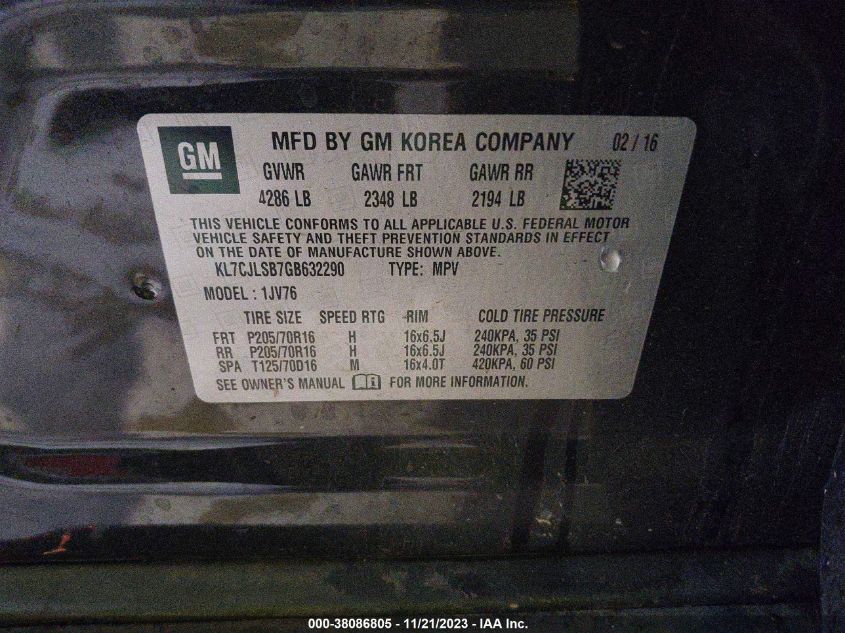 GM
MFD BY GM KOREA COMPANY 02 / 16
GVWR GAWR FRT GAWR RR
4286 LB 2348 LB 2194 LB
THIS VEHICLE CONFORMS TO ALL APPLICABLE U.S. FEDERAL MOTOR
VEHICLE SAFETY AND THEFT PREVENTION STANDARDS IN EFFECT
ON THE DATE OF MANUFACTURE SHOWN ABOVE.
KL7CJLSB7GB632290 TYPE: MPV
MODEL : 1JV76
TIRE SIZE SPEED RTG RIM COLD TIRE PRESSURE
FRT P205/70R16 H 16x6.5J 240KPA, 35 PSI
RR P205/70R16 H 16x6.5J 240KPA, 35 PSI
SPA T125/70D16 M 16x4.0T 420KPA, 60 PSI
SEE OWNER'S MANUAL FOR MORE INFORMATION.
000-38086805 - 11/21/2023 - IAA Inc.